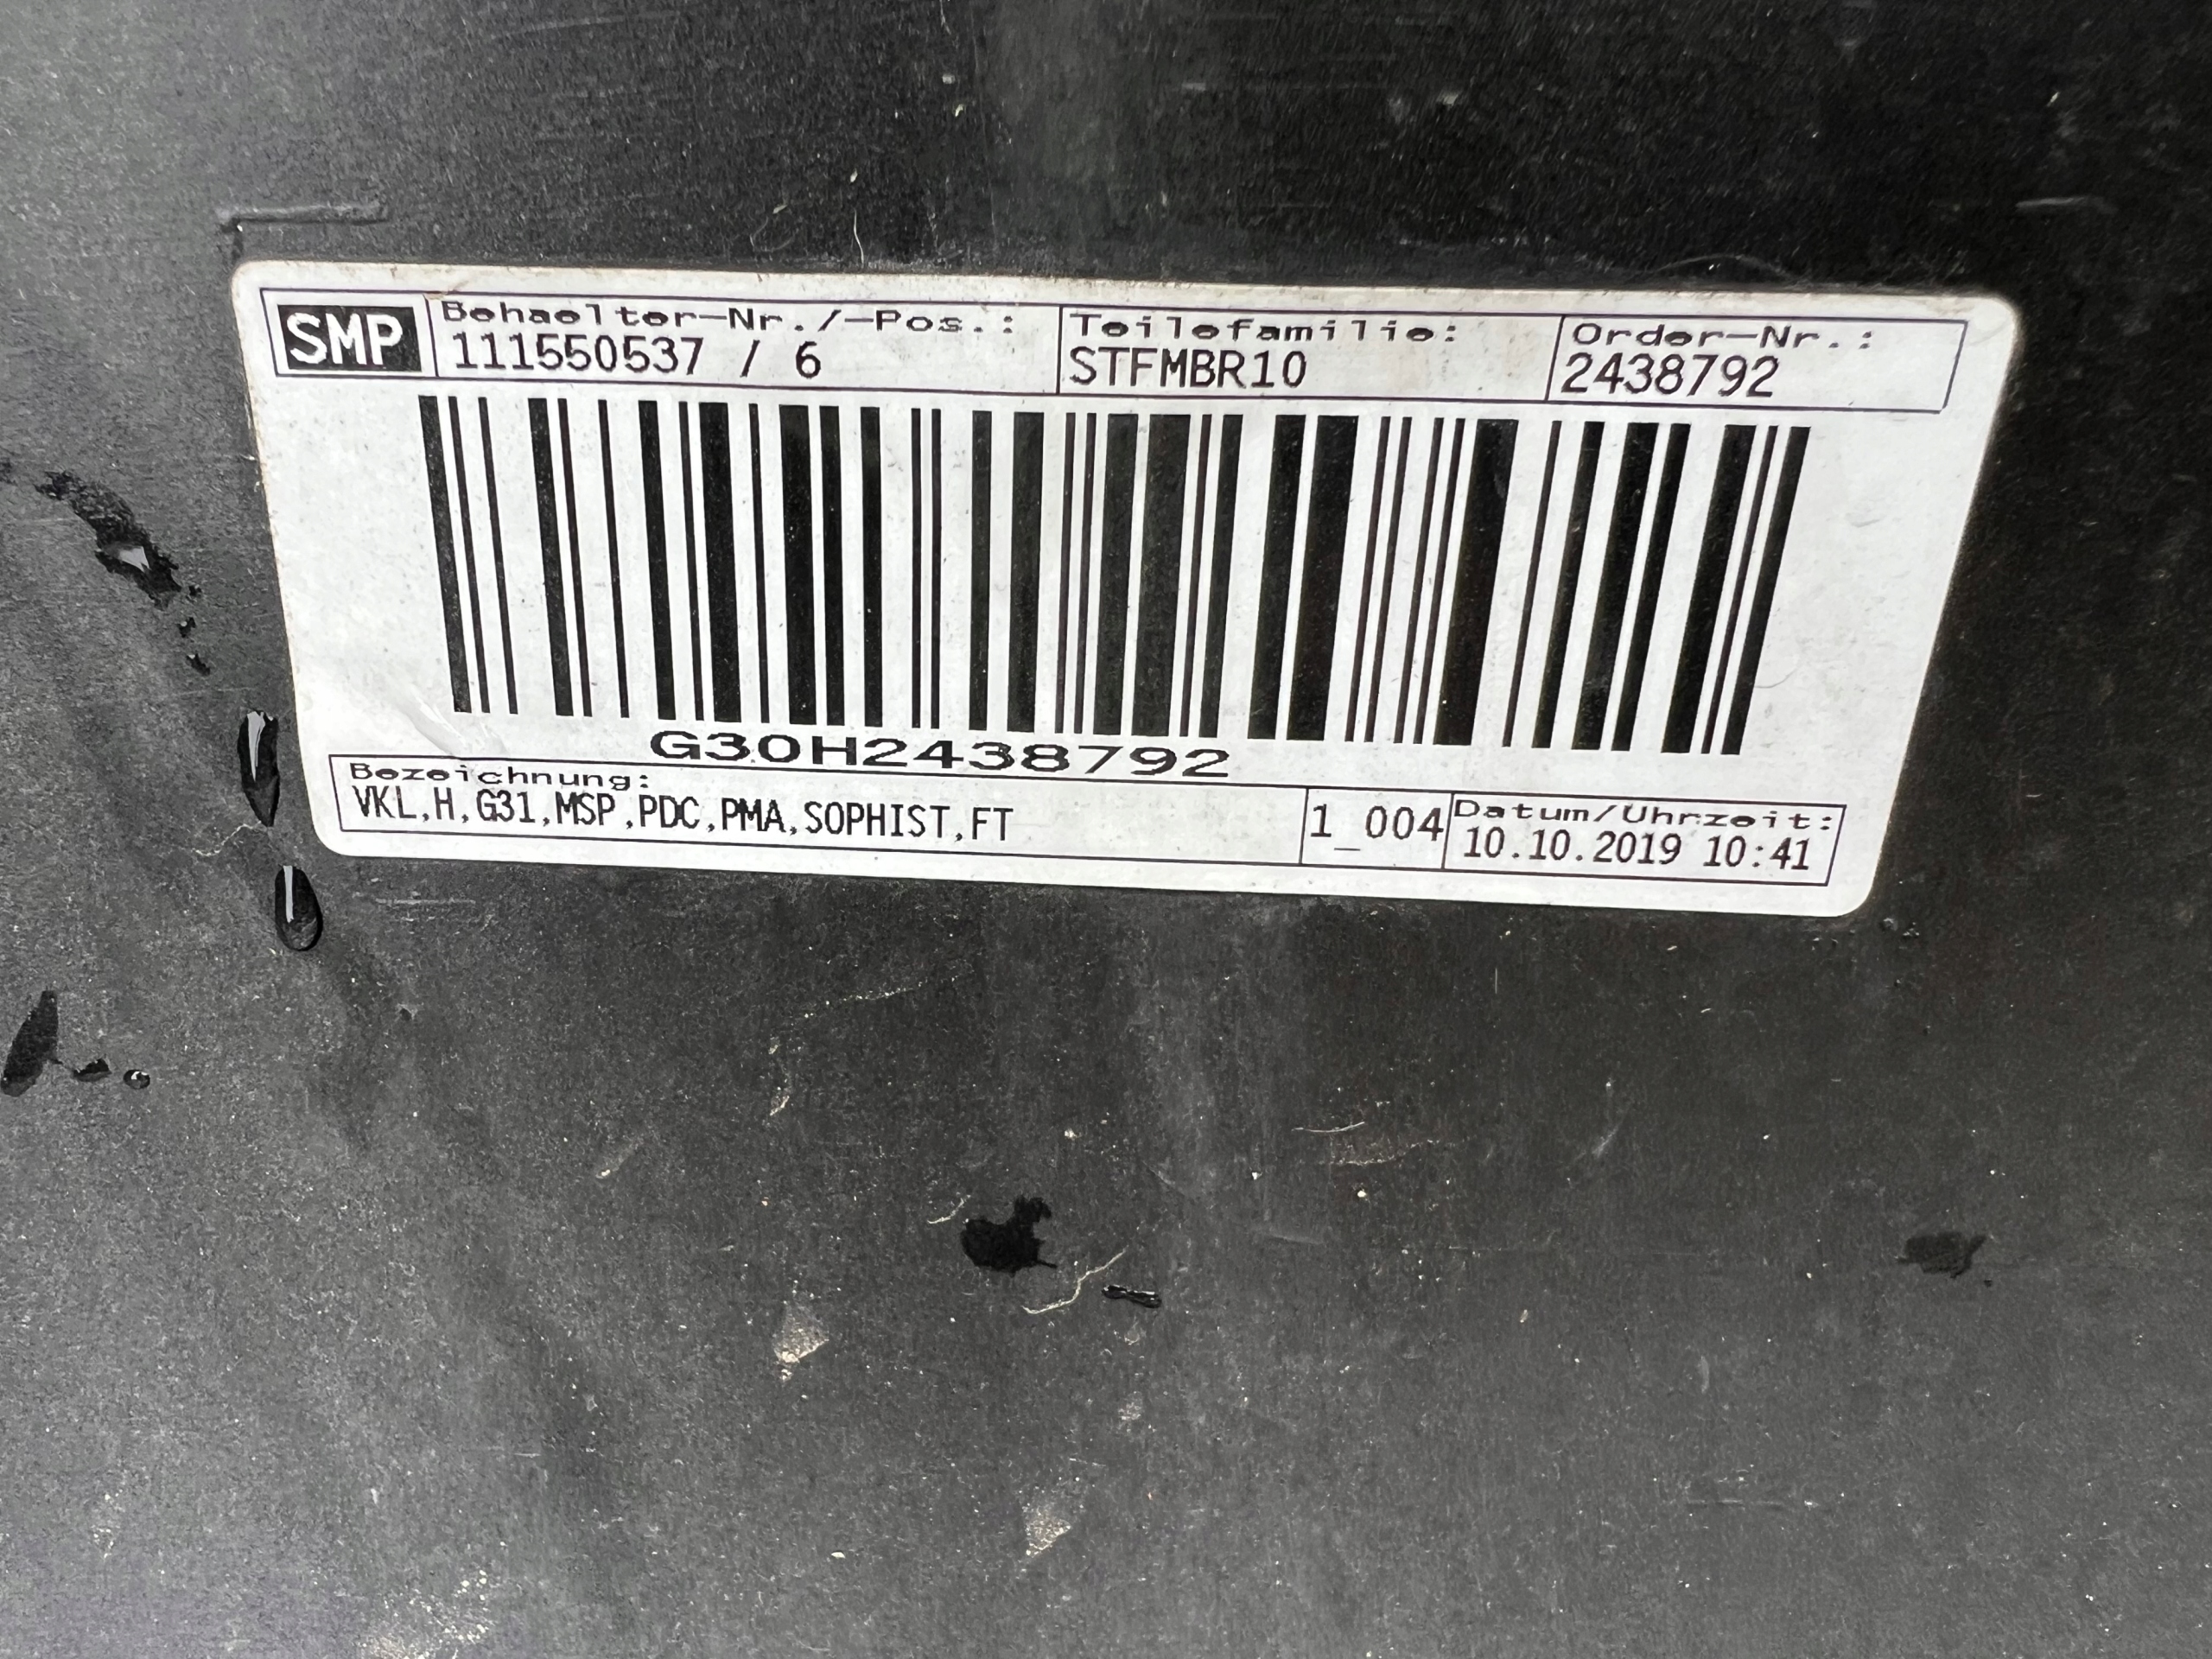 SMP
Behaelter-Nr./-Pos.:
111550537 / 6
Teilefamilie:
STFMBR10
Order-Nr.:
2438792
G30H2438792
Bezeichnung:
VKL,H,G31,MSP,PDC,PMA,SOPHIST,FT
1_004
Datum/Uhrzeit:
10.10.2019 10:41